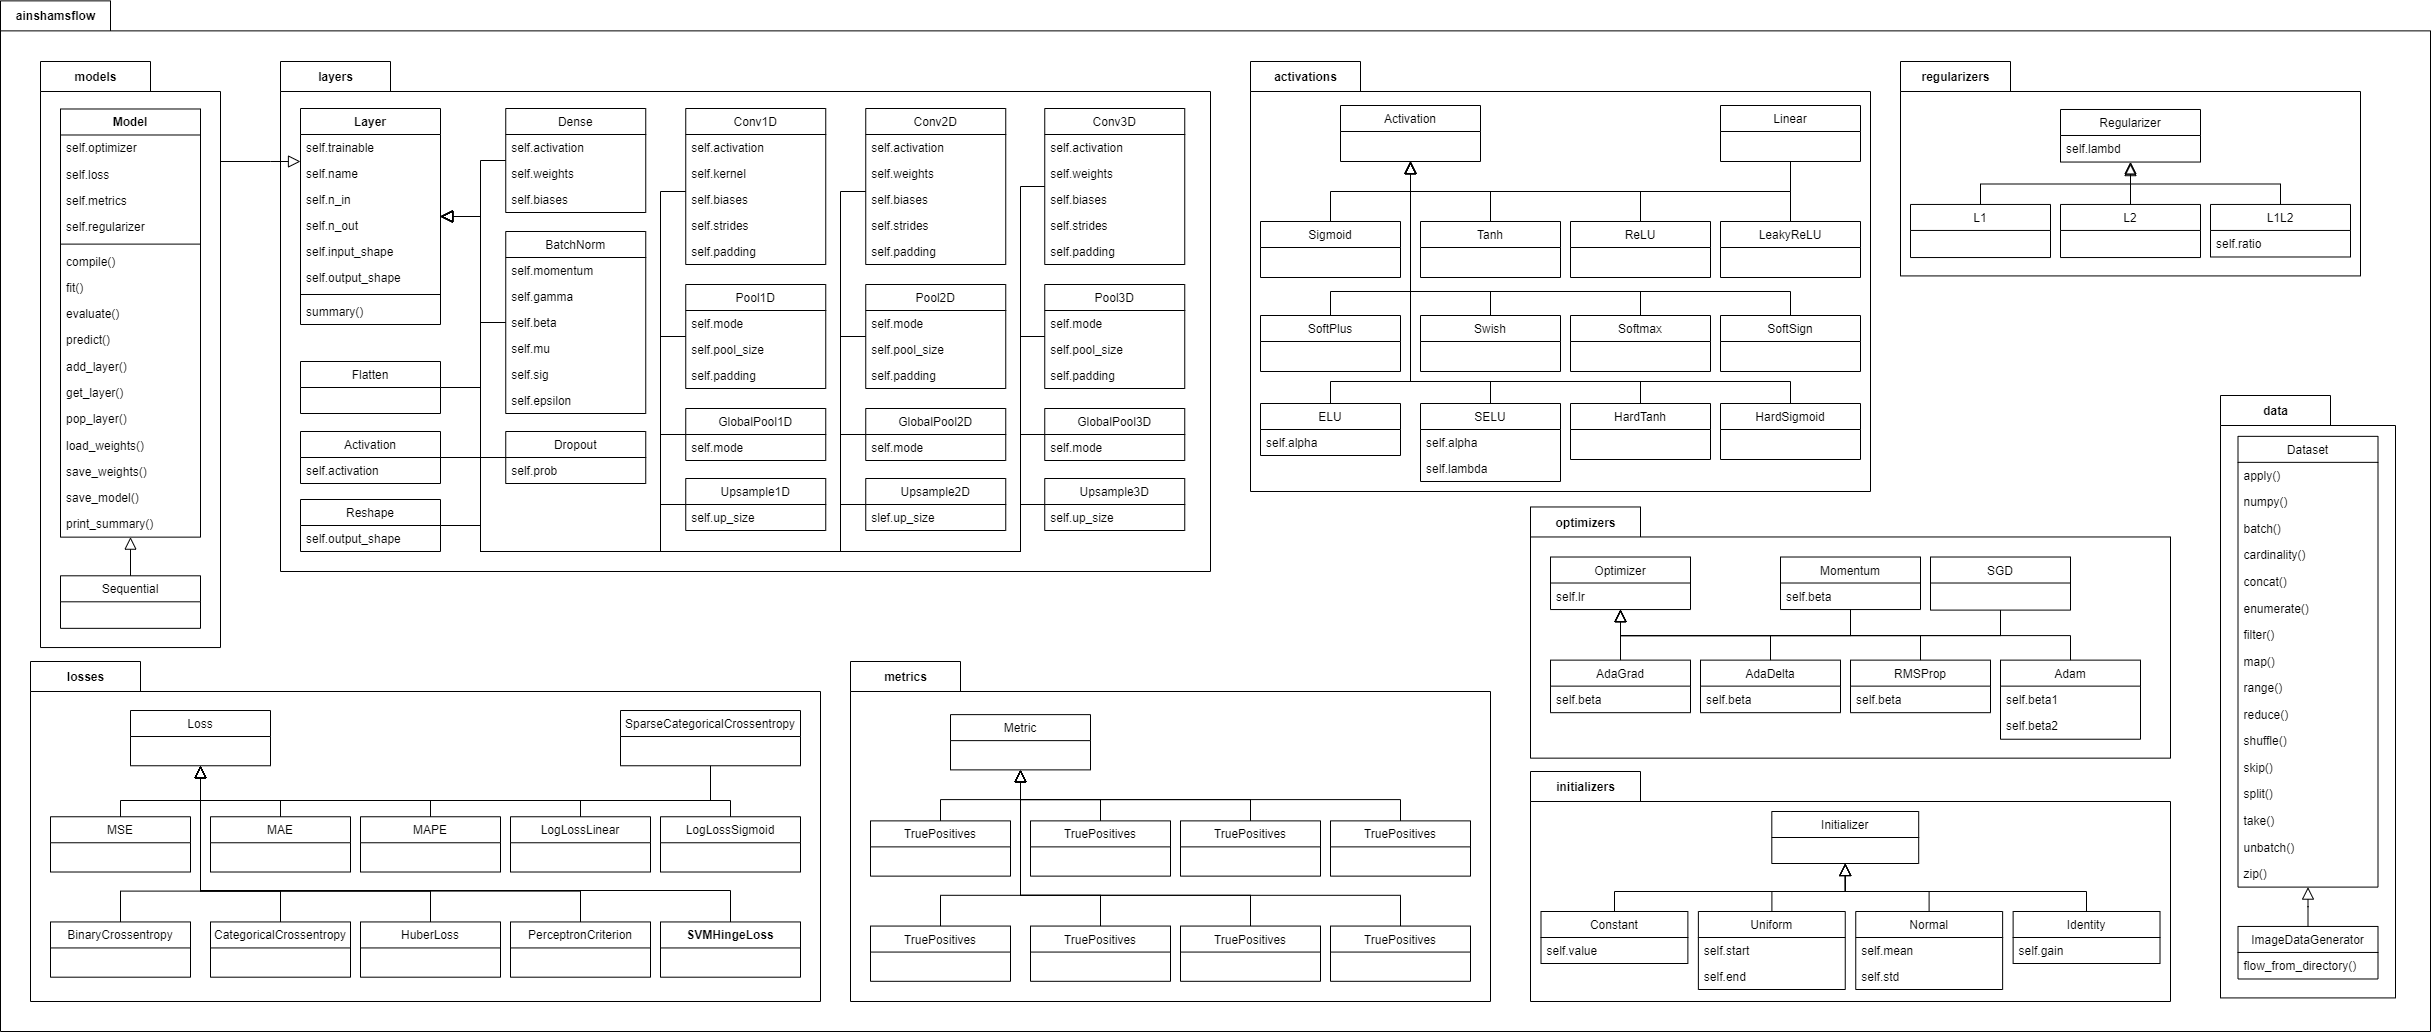 ainshamsflow
models
Model
self.optimizer
self.loss
self.metrics
self.regularizer
compile()
fit()
evaluate()
predict()
add_layer()
get_layer()
pop_layer()
load_weights()
save_weights()
save_model()
print_summary()
Sequential
layers
Layer
self.trainable
self.name
self.n_in
self.n_out
self.input_shape
self.output_shape
summary()
Flatten
Activation
self.activation
Reshape
self.output_shape
Dense
self.activation
self.weights
self.biases
BatchNorm
self.momentum
self.gamma
self.beta
self.mu
self.sig
self.epsilon
Dropout
self.prob
Conv1D
self.activation
self.kernel
self.biases
self.strides
self.padding
Pool1D
self.mode
self.pool_size
self.padding
GlobalPool1D
self.mode
Upsample1D
self.up_size
Conv2D
self.activation
self.weights
self.biases
self.strides
self.padding
Pool2D
self.mode
self.pool_size
self.padding
GlobalPool2D
self.mode
Upsample2D
slef.up_size
Conv3D
self.activation
self.weights
self.biases
self.strides
self.padding
Pool3D
self.mode
self.pool_size
self.padding
GlobalPool3D
self.mode
Upsample3D
self.up_size
activations
Activation
Linear
Sigmoid
Tanh
ReLU
LeakyReLU
SoftPlus
Swish
Softmax
SoftSign
ELU
self.alpha
SELU
self.alpha
self.lambda
HardTanh
HardSigmoid
regularizers
Regularizer
self.lambd
L1
L2
L1L2
self.ratio
losses
Loss
SparseCategoricalCrossentropy
MSE
MAE
MAPE
LogLossLinear
LogLossSigmoid
BinaryCrossentropy
CategoricalCrossentropy
HuberLoss
PerceptronCriterion
SVMHingeLoss
metrics
Metric
TruePositives
TruePositives
TruePositives
TruePositives
TruePositives
TruePositives
TruePositives
TruePositives
optimizers
Optimizer
self.lr
Momentum
self.beta
SGD
AdaGrad
self.beta
AdaDelta
self.beta
RMSProp
self.beta
Adam
self.beta1
self.beta2
initializers
Initializer
Constant
self.value
Uniform
self.start
self.end
Normal
self.mean
self.std
Identity
self.gain
data
Dataset
apply()
numpy()
batch()
cardinality()
concat()
enumerate()
filter()
map()
range()
reduce()
shuffle()
skip()
split()
take()
unbatch()
zip()
ImageDataGenerator
flow_from_directory()